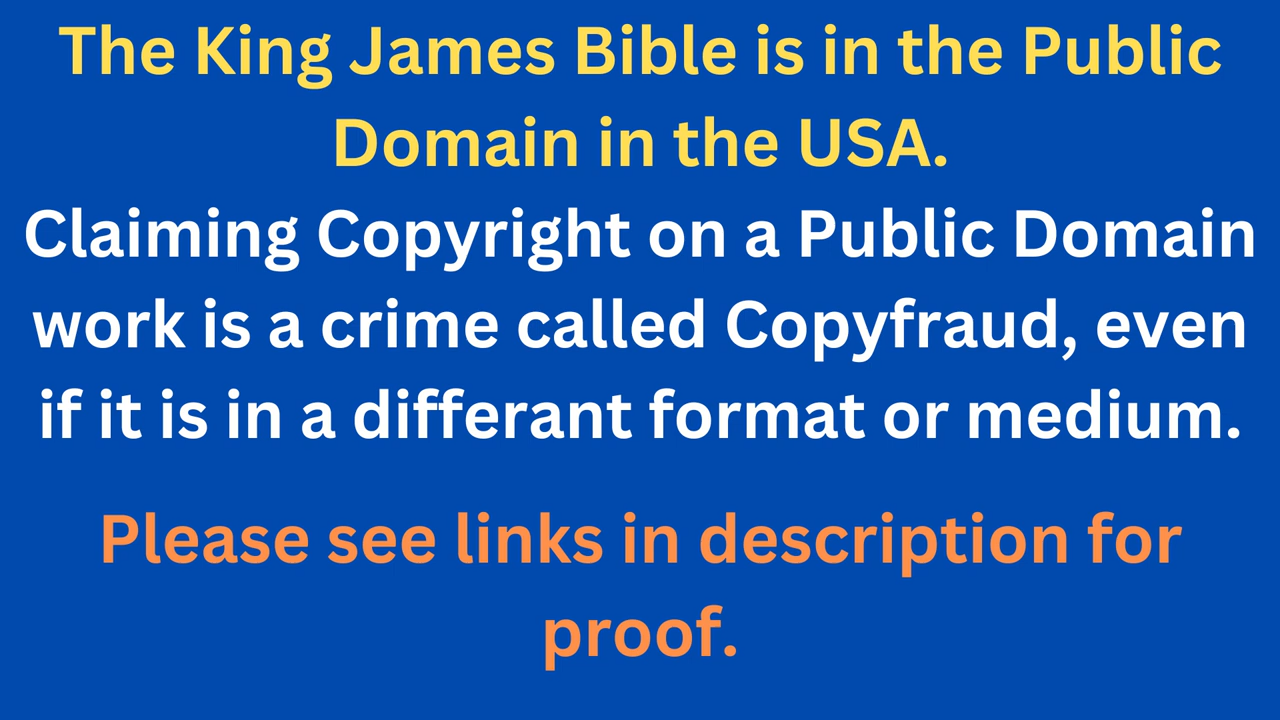 The King James Bible is in the Public
Domain in the USA.
Claiming Copyright on a Public Domain
work is a crime called Copyfraud, even
if it is in a differant format or medium.
Please see links in description for
proof.